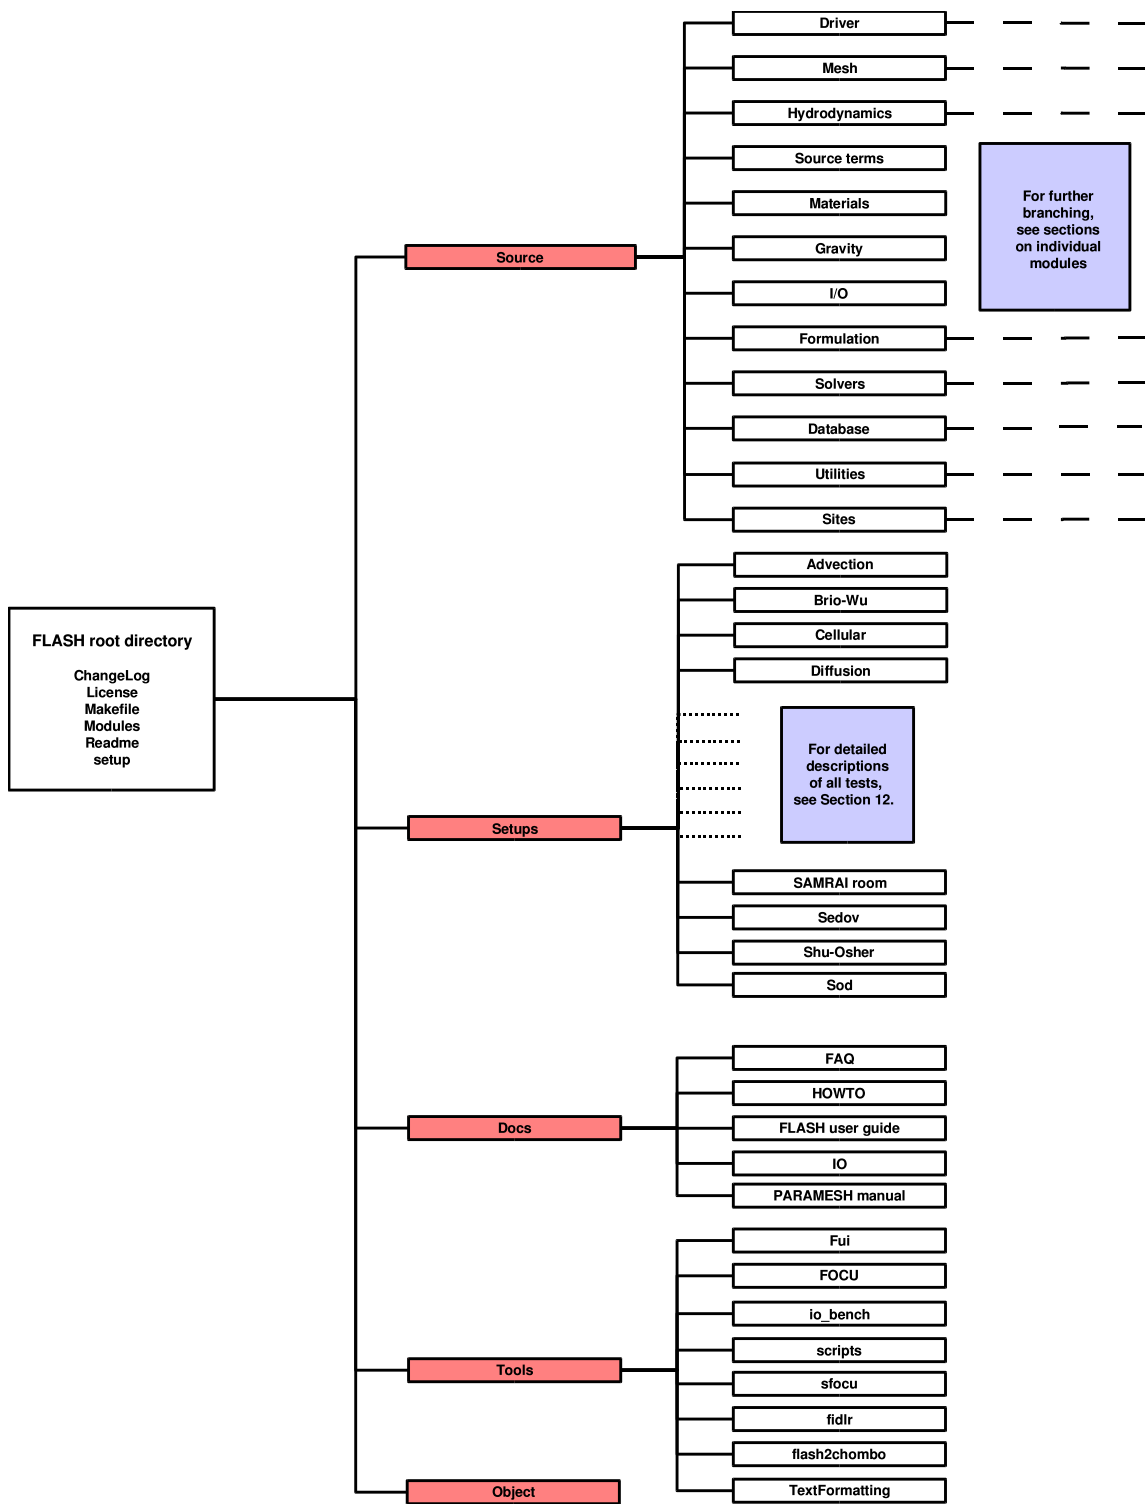 Driver
Mesh
Hydrodynamics
Source terms
Materials
Gravity
I/O
Formulation
Solvers
Database
Utilities
Sites
For further
branching,
see sections
on individual
modules
Source
Advection
Brio-Wu
Cellular
Diffusion
For detailed
descriptions
of all tests,
see Section 12.
SAMRAI room
Sedov
Shu-Osher
Sod
Setups
FLASH root directory
ChangeLog
License
Makefile
Modules
Readme
setup
FAQ
HOWTO
FLASH user guide
IO
PARAMESH manual
Docs
Fui
FOCU
io_bench
scripts
sfocu
fidlr
flash2chombo
TextFormatting
Tools
Object